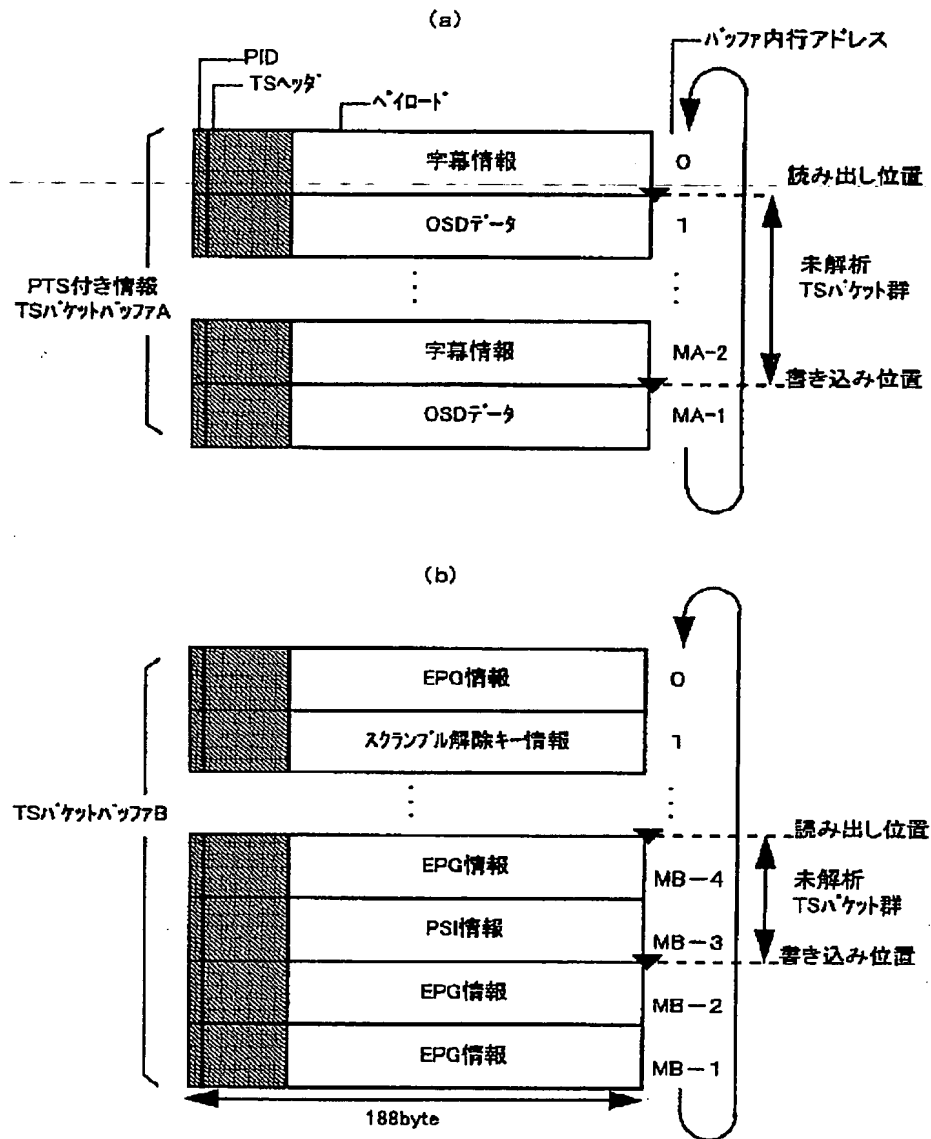 (a)
バッファ内行アドレス
PID
TSヘッダ
ペイロード
字幕情報
0
読み出し位置
OSDデータ
1
未解析
TSパケット群
PTS付き情報
TSパケットバッファA
字幕情報
MA-2
書き込み位置
OSDデータ
MA-1
(b)
EPG情報
0
スクランブル解除キー情報
1
TSパケットバッファB
読み出し位置
EPG情報
MB-4
未解析
TSパケット群
PSI情報
MB-3
書き込み位置
EPG情報
MB-2
EPG情報
MB-1
188byte